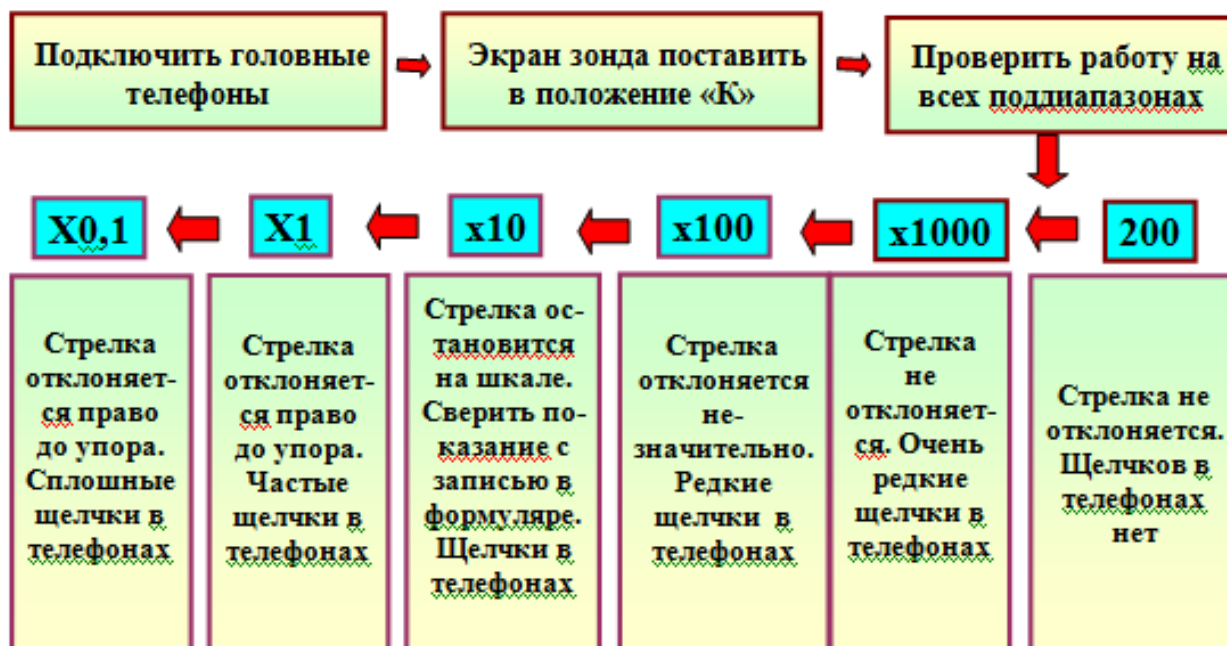 Подключить головные
телефоны
Экран зонда поставить
в положение «К»
Проверить работу на
всех поддиапазонах
Х0,1
Х1
х10
х100
х1000
200
Стрелка
отклоняет-
ся право
до упора.
Сплошные
щелчки в
телефонах
Стрелка
отклоняет-
ся право
до упора.
Частые
щелчки в
телефонах
Стрелка ос-
тановится
на шкале.
Сверить по-
казание с
записью в
формуляре.
Щелчки в
телефонах
Стрелка
отклоняется
не-
значительно.
Редкие
щелчки в
телефонах
Стрелка
не
отклоняет-
ся. Очень
редкие
щелчки в
телефонах
Стрелка не
отклоняется.
Щелчков в
телефонах
нет